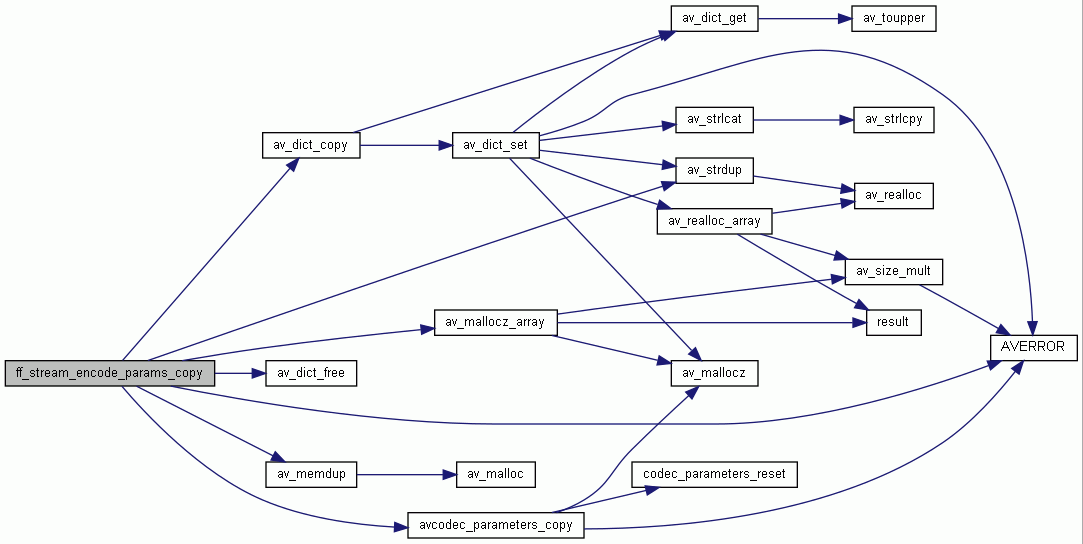 av_dict_get
av_toupper
av_strlcat
av_strlcpy
av_dict_copy
av_dict_set
av_strdup
av_realloc
av_realloc_array
av_size_mult
av_mallocz_array
result
AVERROR
ff_stream_encode_params_copy
av_dict_free
av_mallocz
av_memdup
av_malloc
codec_parameters_reset
avcodec_parameters_copy